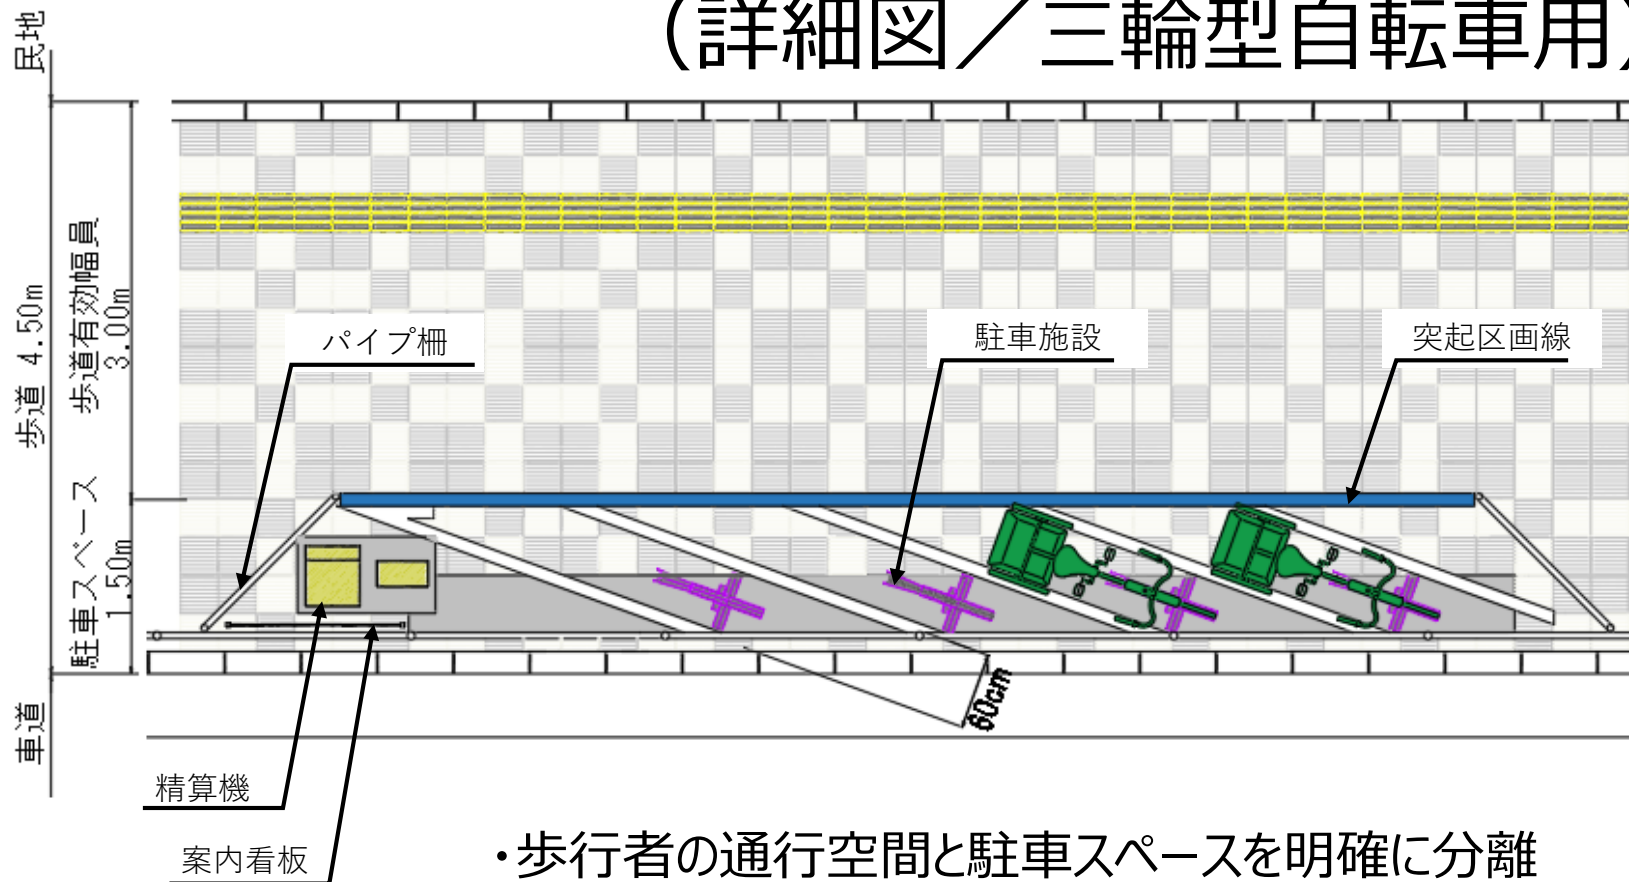 （詳細図／三輪型自転車用）
民地
歩道 4.50m
歩道有効幅員
3.00m
駐車スペース
1.50m
車道
パイプ柵
駐車施設
突起区画線
60cm
精算機
案内看板
・歩行者の通行空間と駐車スペースを明確に分離